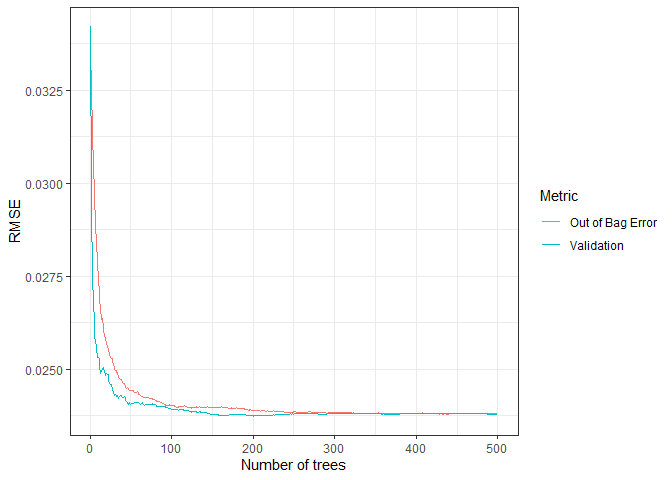 0.0325
0.0300
0.0275
0.0250
RMSE
0
100
200
300
400
500
Number of trees
Metric
Out of Bag Error
Validation